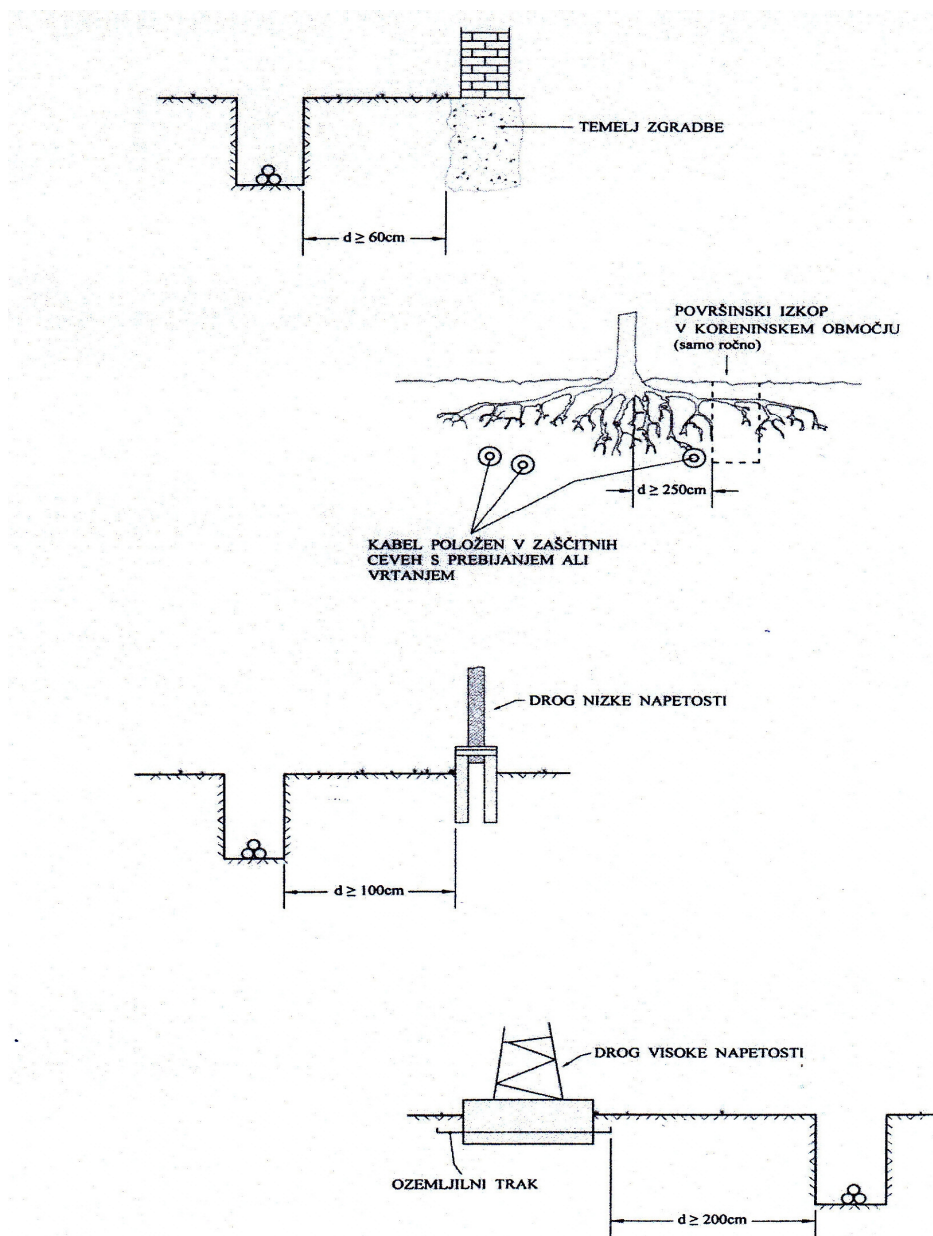 TEMELJ ZGRADBE
d ≥ 60cm
POVRŠINSKI IZKOP
V KORENINSKEM OBMOČJU
(samo ročno)
d ≥ 250cm
KABEL POLOŽEN V ZAŠČITNIH
CEVEH S PREBIJANJEM ALI
VRTANJEM
DROG NIZKE NAPETOSTI
d ≥ 100cm
DROG VISOKE NAPETOSTI
OZEMLJILNI TRAK
d ≥ 200cm